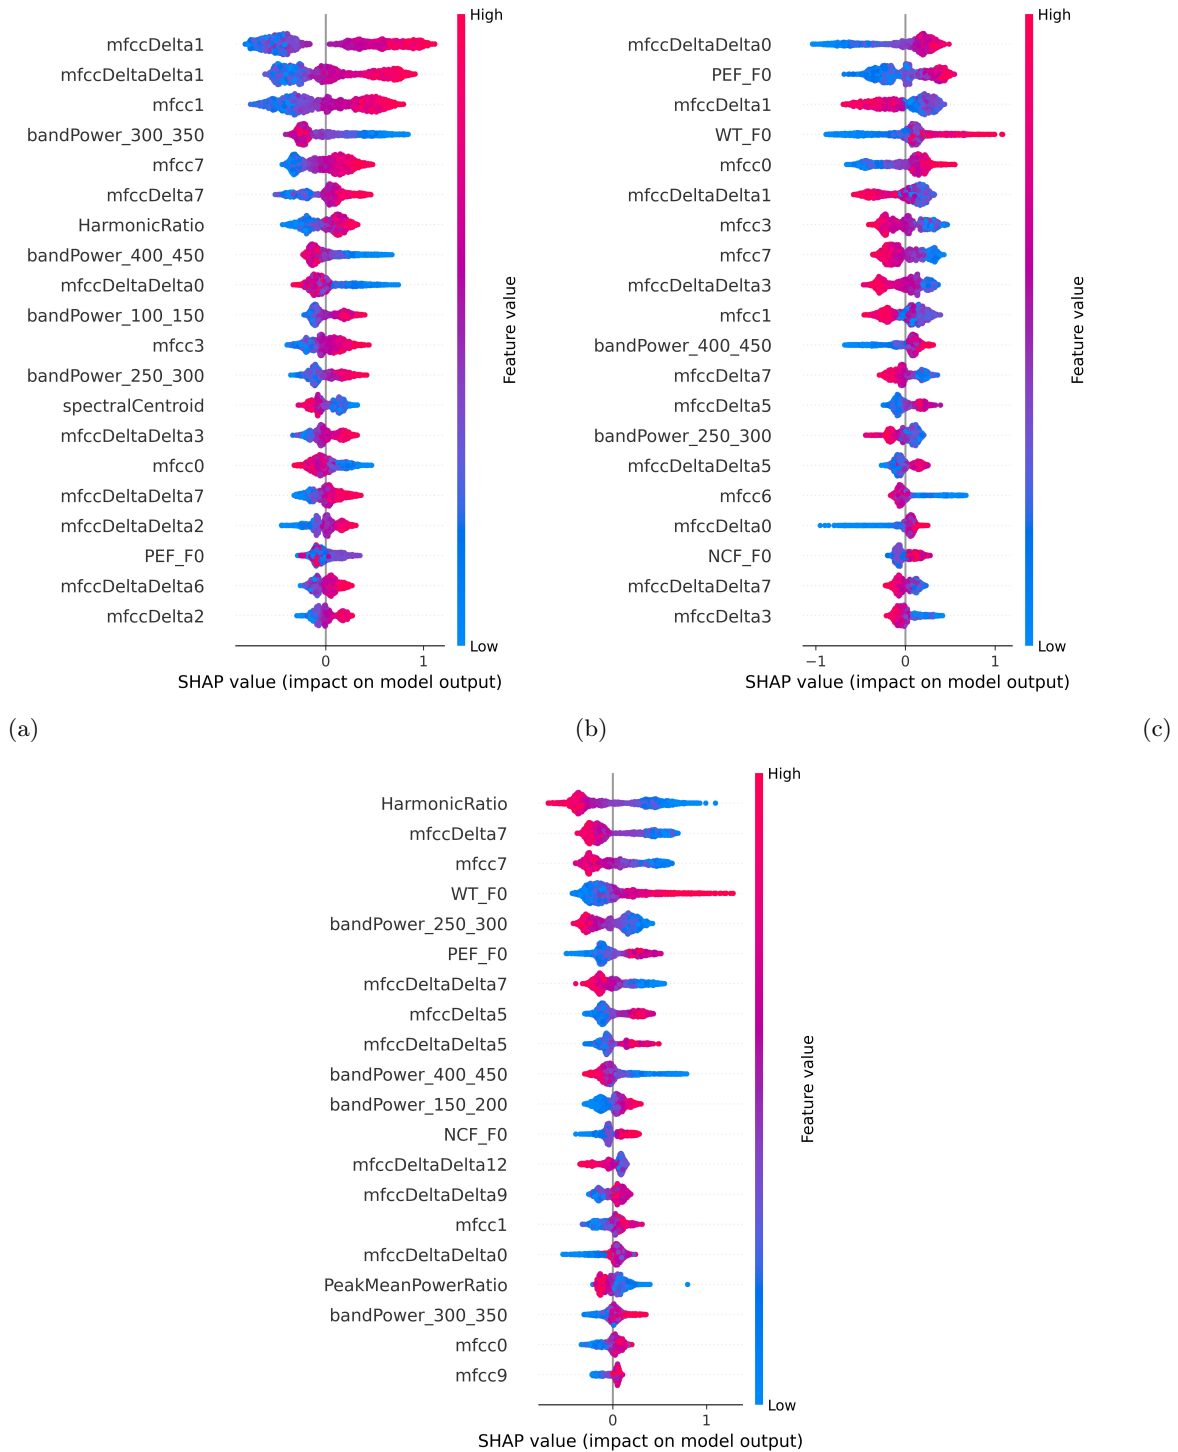 High
mfccDelta1
mfccDeltaDelta1
mfcc1
bandPower_300_350
mfcc7
mfccDelta7
HarmonicRatio
bandPower_400_450
mfccDeltaDelta0
bandPower_100_150
mfcc3
bandPower_250_300
spectralCentroid
mfccDeltaDelta3
mfcc0
mfccDeltaDelta7
mfccDeltaDelta2
PEF_F0
mfccDeltaDelta6
mfccDelta2
Feature value
Low
0 1
SHAP value (impact on model output)
(a)
High
mfccDeltaDelta0
PEF_F0
mfccDelta1
WT_F0
mfcc0
mfccDeltaDelta1
mfcc3
mfcc7
mfccDeltaDelta3
mfcc1
bandPower_400_450
mfccDelta7
mfccDelta5
bandPower_250_300
mfccDeltaDelta5
mfcc6
mfccDelta0
NCF_F0
mfccDeltaDelta7
mfccDelta3
Feature value
Low
−1 0 1
SHAP value (impact on model output)
(b)
(c)
High
HarmonicRatio
mfccDelta7
mfcc7
WT_F0
bandPower_250_300
PEF_F0
mfccDeltaDelta7
mfccDelta5
mfccDeltaDelta5
bandPower_400_450
bandPower_150_200
NCF_F0
mfccDeltaDelta12
mfccDeltaDelta9
mfcc1
mfccDeltaDelta0
PeakMeanPowerRatio
bandPower_300_350
mfcc0
mfcc9
Feature value
Low
0 1
SHAP value (impact on model output)